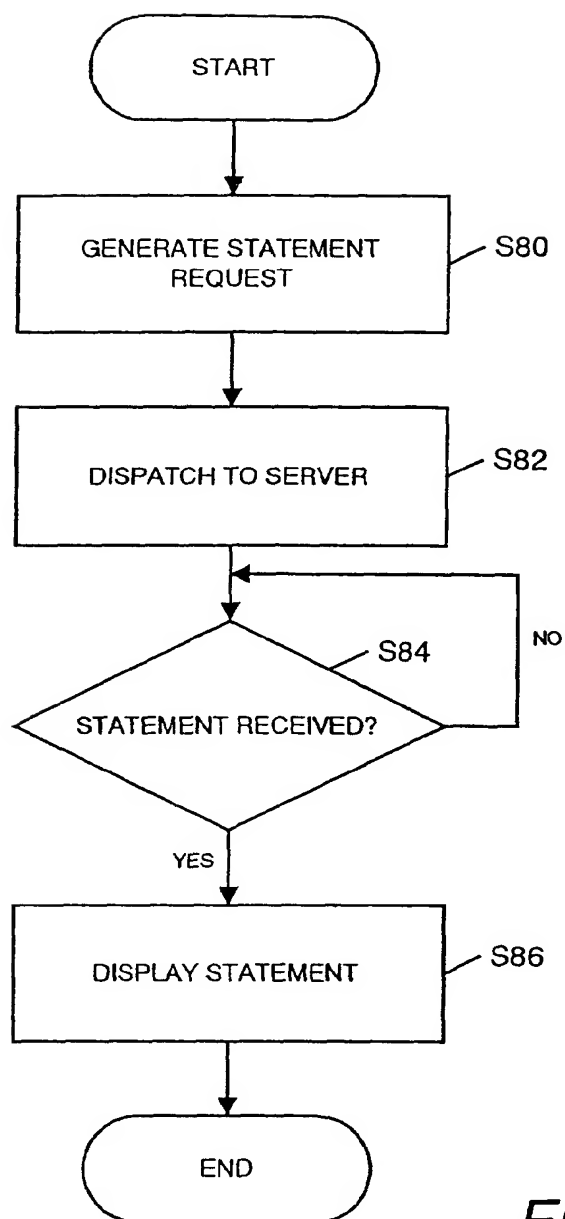 START
GENERATE STATEMENT
REQUEST
S80
DISPATCH TO SERVER
S82
S84
NO
STATEMENT RECEIVED?
YES
DISPLAY STATEMENT
S86
END